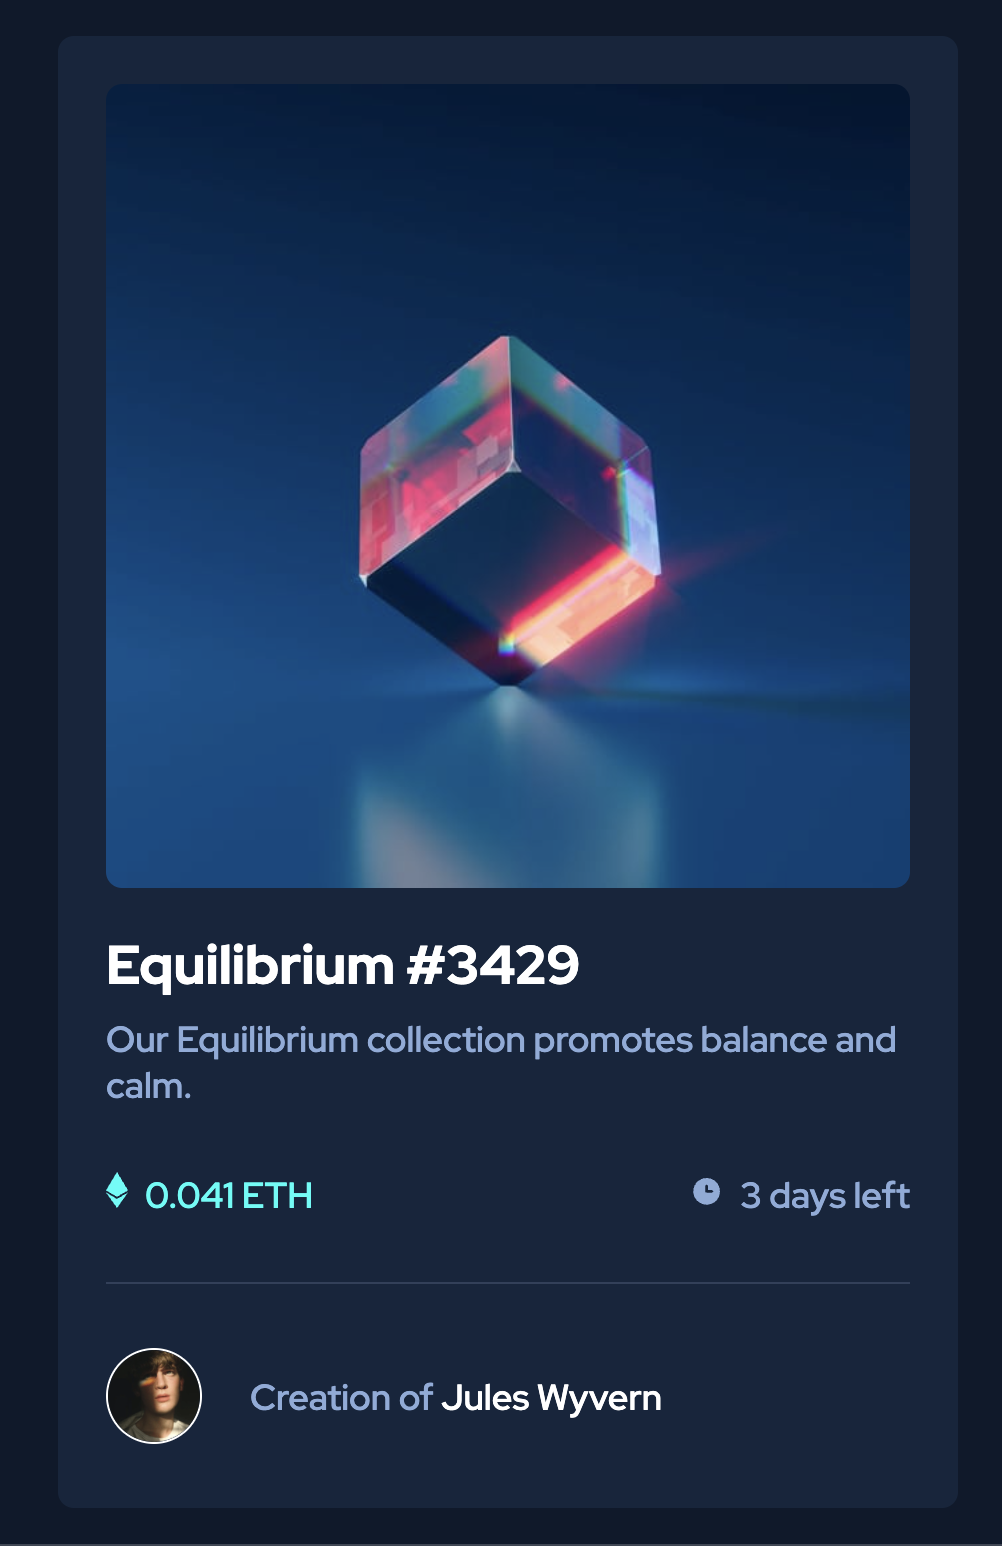 Equilibrium #3429
Our Equilibrium collection promotes balance and
calm.
0.041 ETH
3 days left
Creation of Jules Wyvern